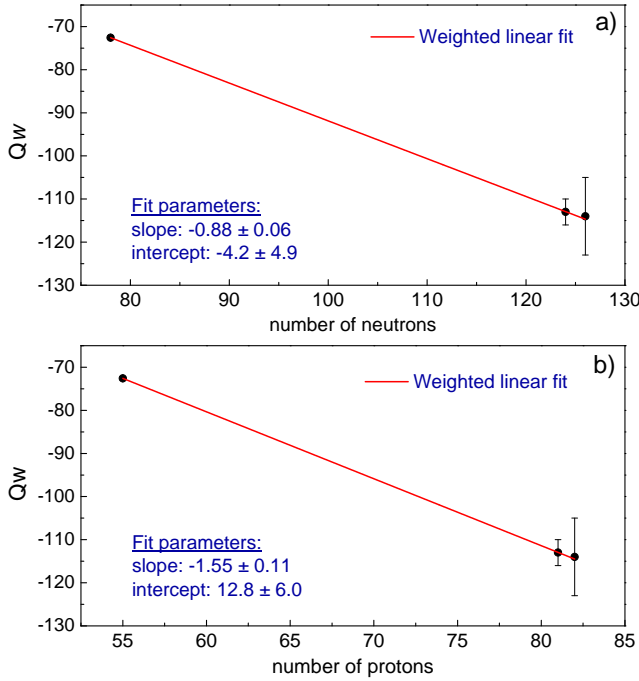 a)
Weighted linear fit
-70
-80
-90
-100
-110
-120
-130
Qw
Fit parameters:
slope: -0.88 ± 0.06
intercept: -4.2 ± 4.9
80 90 100 110 120 130
number of neutrons
b)
Weighted linear fit
-70
-80
-90
-100
-110
-120
-130
Qw
Fit parameters:
slope: -1.55 ± 0.11
intercept: 12.8 ± 6.0
55 60 65 70 75 80 85
number of protons